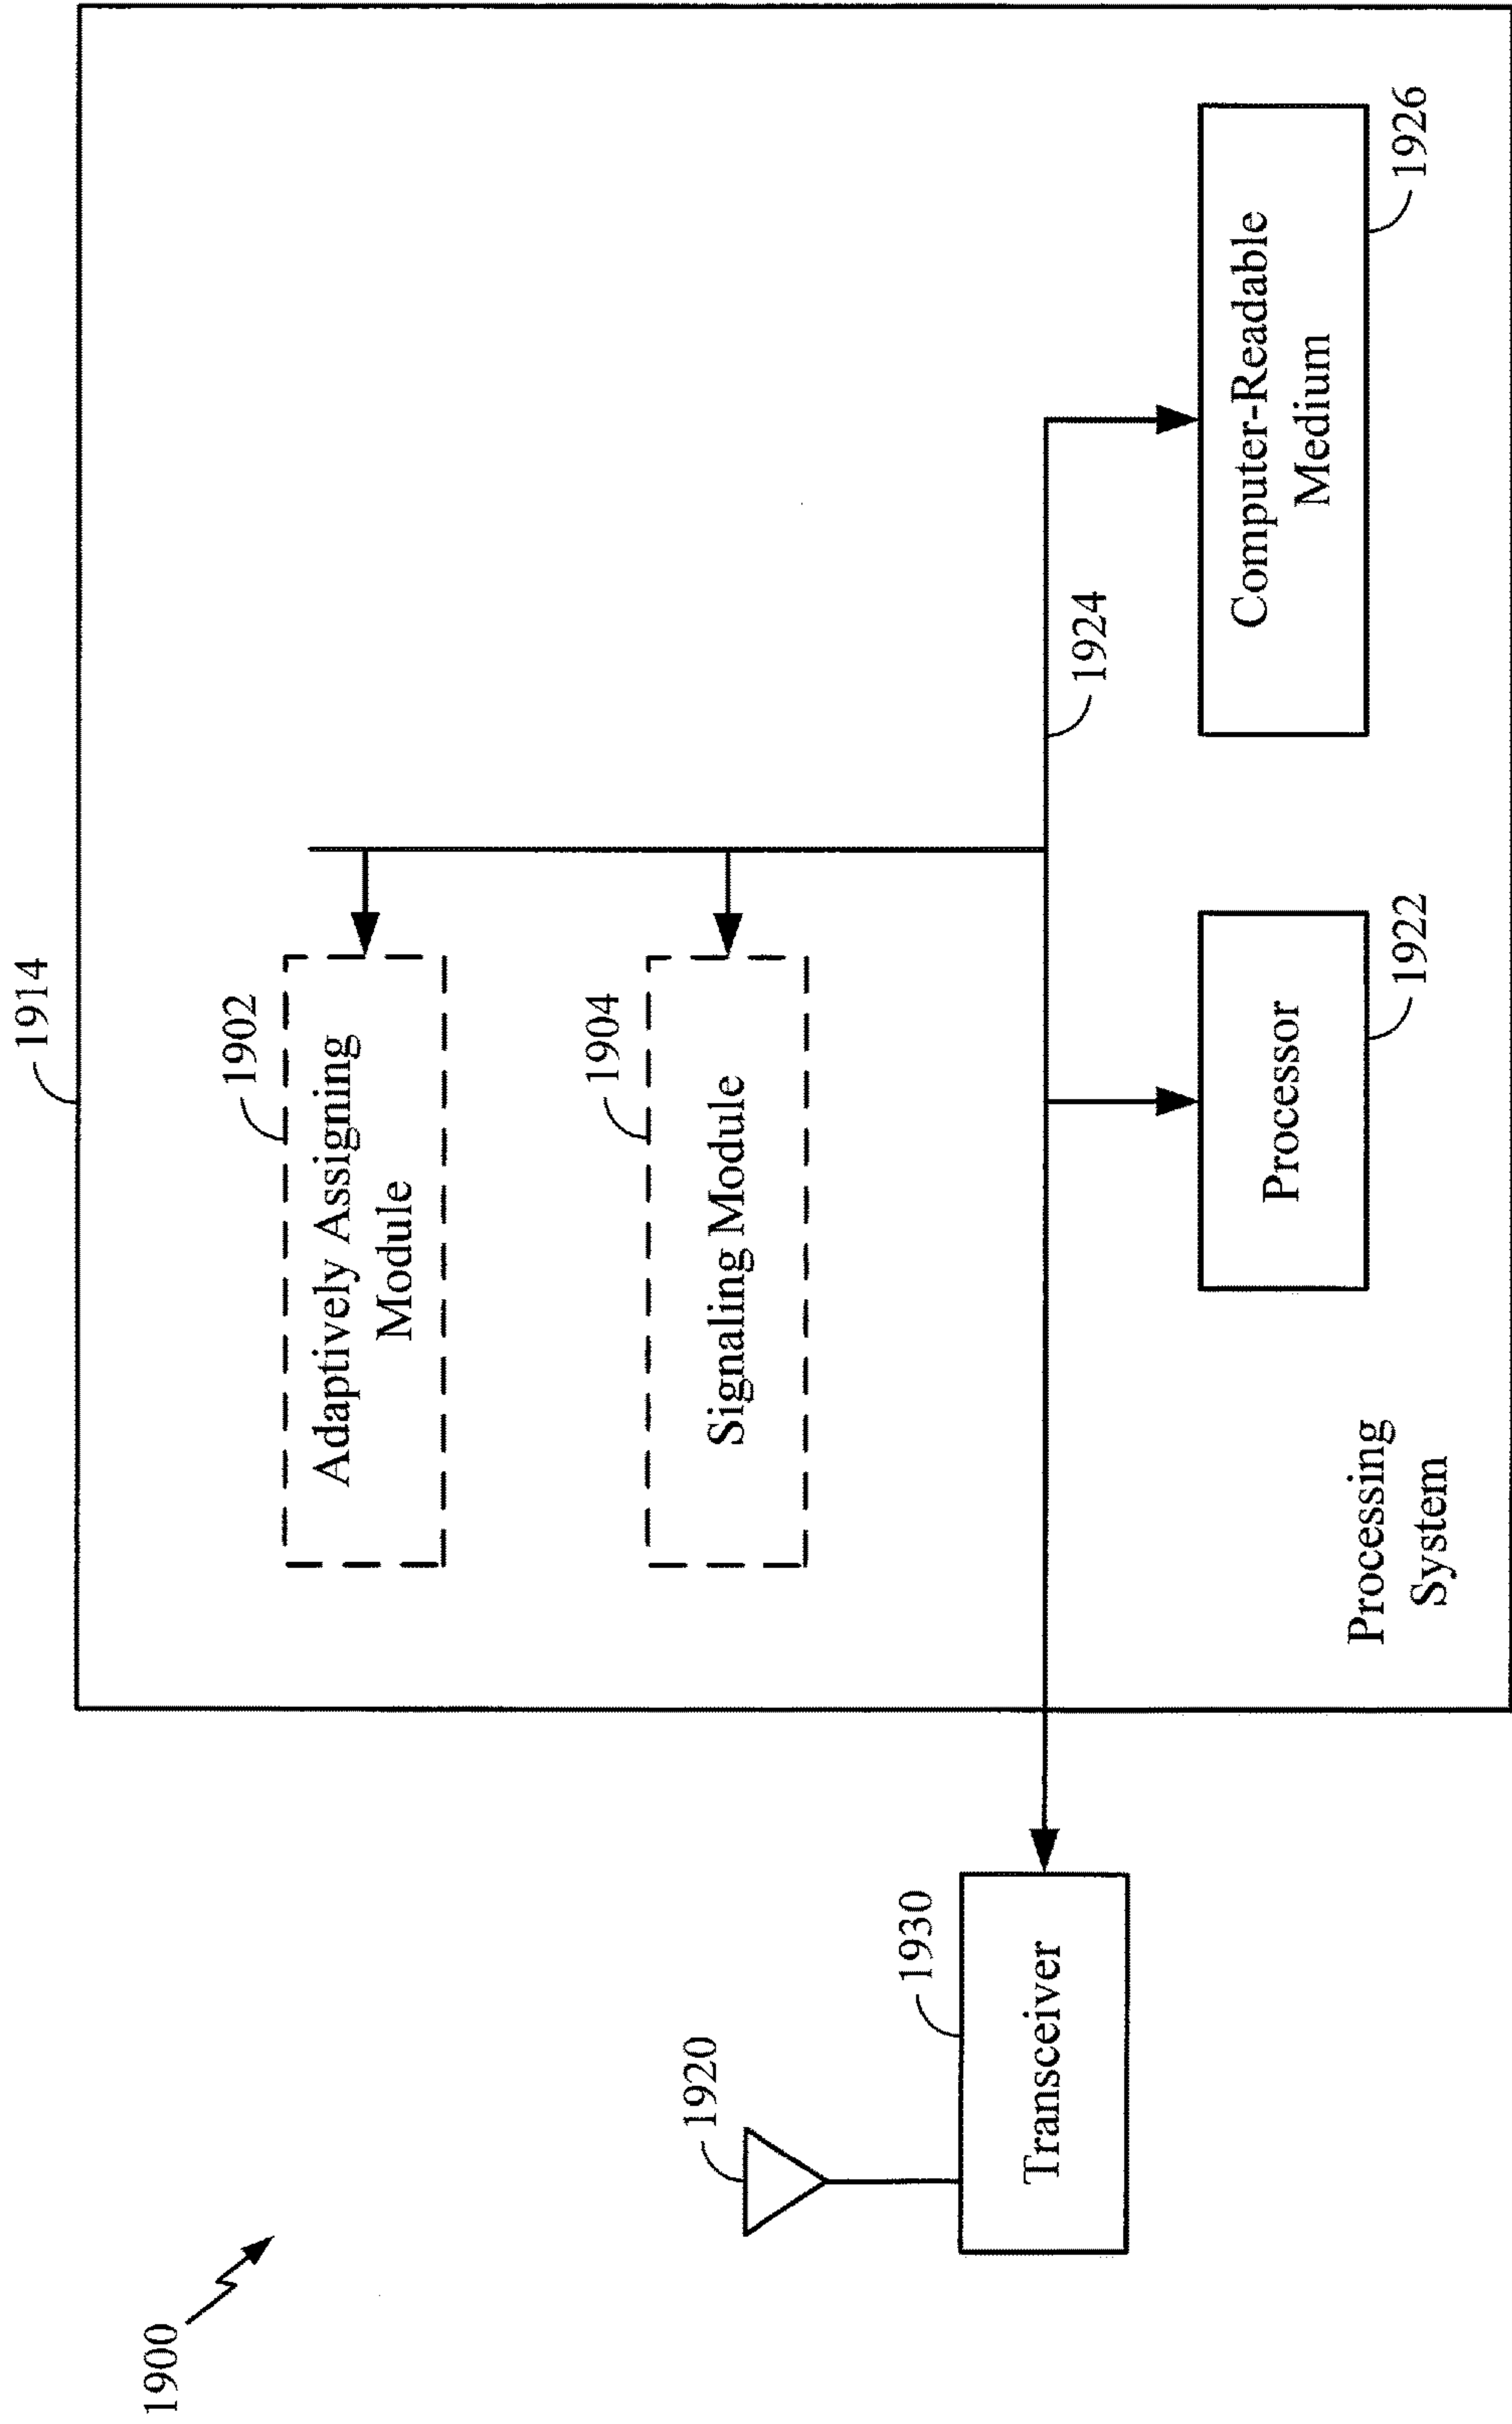 1900
1914
1902
Adaptively Assigning
Module
1904
Signaling Module
1920
1930
Transceiver
1924
Processor
1922
Computer-Readable
Medium
1926
Processing
System